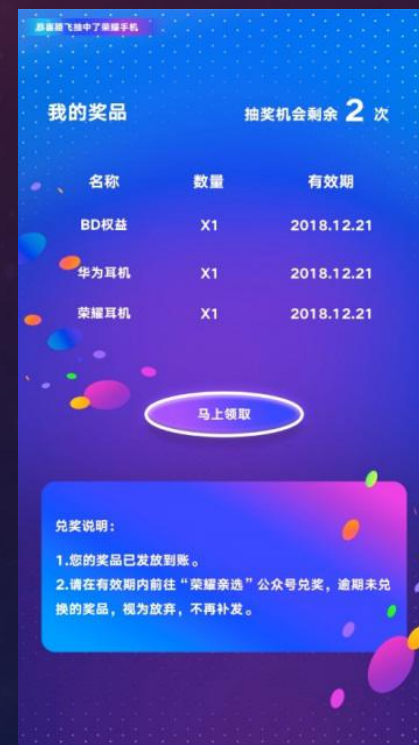 恭喜路飞抽中了荣耀手机
我的奖品 抽奖机会剩余 2 次
名称 数量 有效期
BD权益 X1 2018.12.21
华为耳机 X1 2018.12.21
荣耀耳机 X1 2018.12.21
马上领取
兑奖说明：
1.您的奖品已发放到账。
2.请在有效期内前往“荣耀亲选”公众号兑奖，逾期未兑
换的奖品，视为放弃，不再补发。